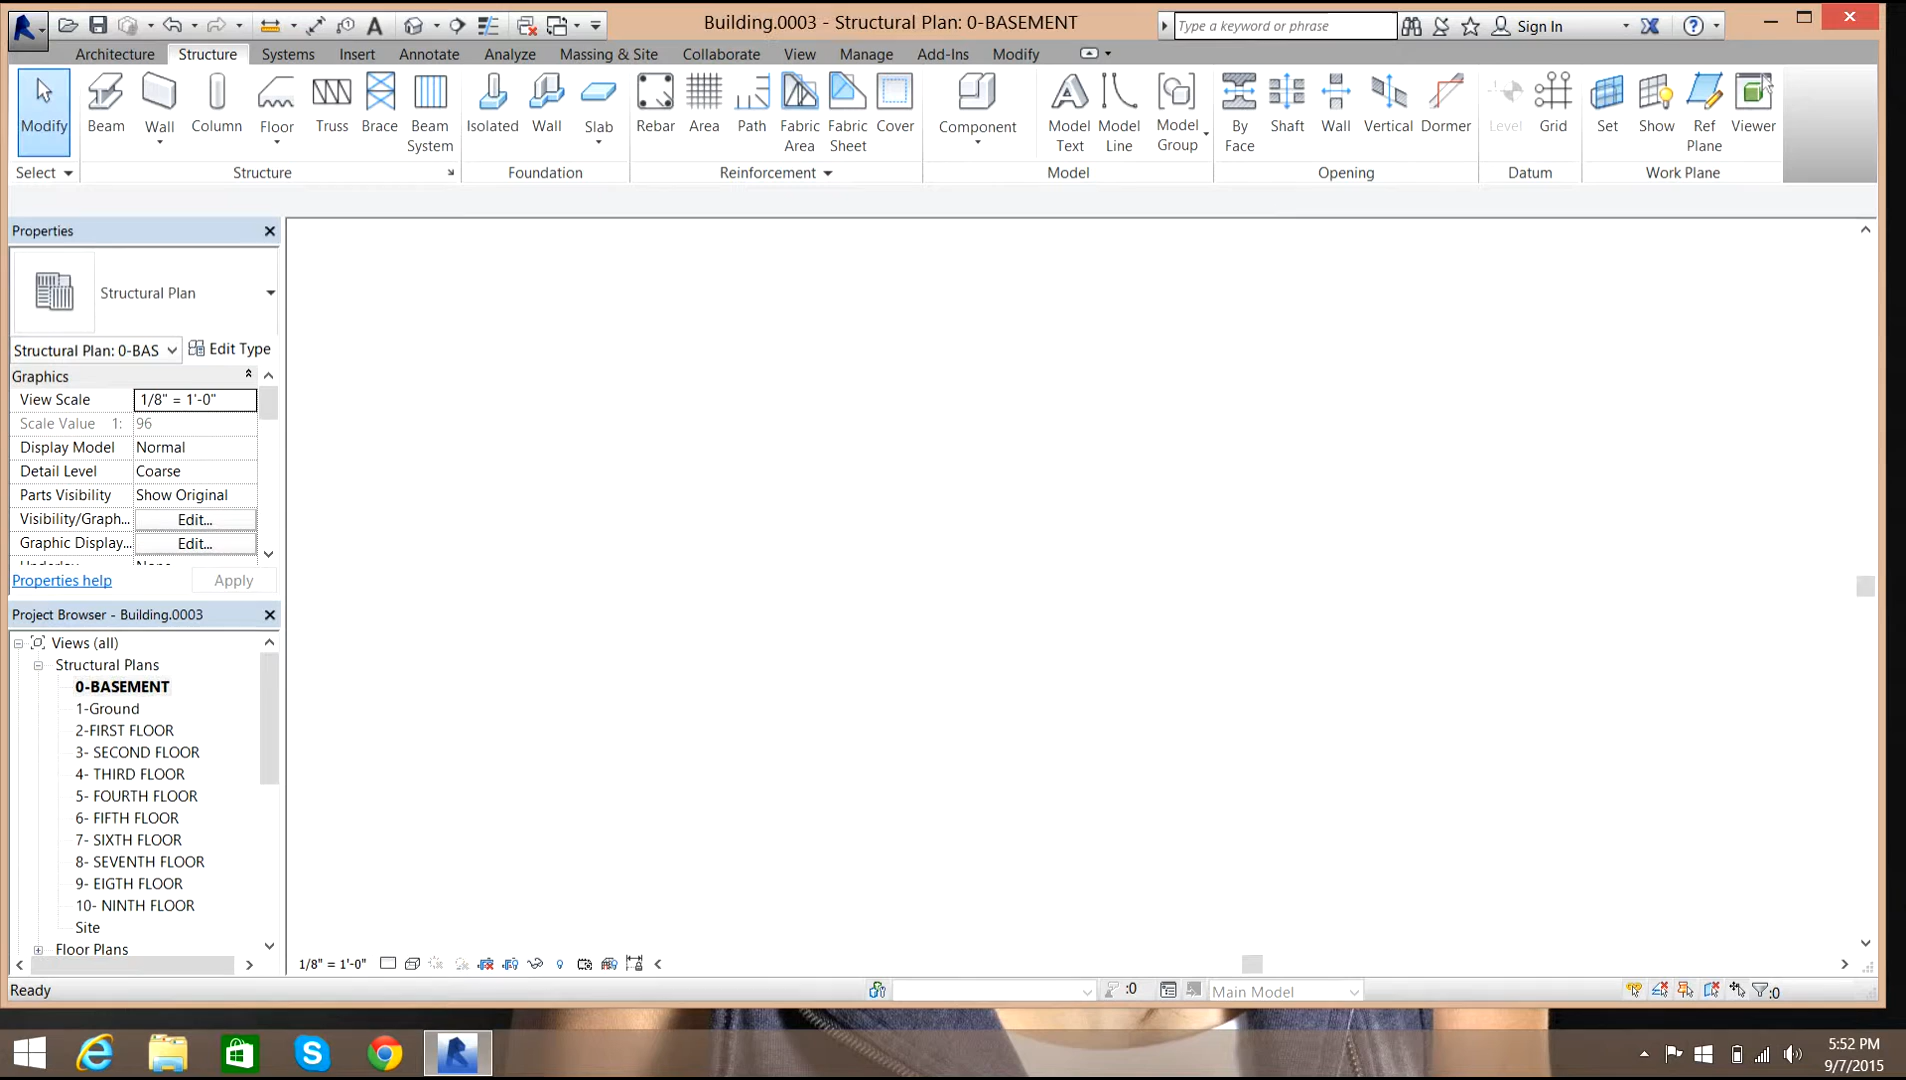 Building.0003 - Structural Plan: 0-BASEMENT
Type a keyword or phrase
Sign In
Architecture
Structure
Systems
Insert
Annotate
Analyze
Massing & Site
Collaborate
View
Manage
Add-Ins
Modify
Modify
Beam
Wall
Column
Floor
Truss
Brace
Beam System
Isolated
Wall
Slab
Rebar
Area
Path
Fabric Area
Fabric Sheet
Cover
Component
Model Text
Model Line
Model Group
By Face
Shaft
Wall
Vertical
Dormer
Level
Grid
Set
Show
Ref Plane
Viewer
Select
Structure
Foundation
Reinforcement
Model
Opening
Datum
Work Plane
Properties
Structural Plan
Structural Plan: 0-BAS
Edit Type
Graphics
View Scale 1/8" = 1'-0"
Scale Value 1: 96
Display Model Normal
Detail Level Coarse
Parts Visibility Show Original
Visibility/Graph... Edit...
Graphic Display... Edit...
Properties help
Apply
Project Browser - Building.0003
Views (all)
Structural Plans
0-BASEMENT
1-Ground
2-FIRST FLOOR
3- SECOND FLOOR
4- THIRD FLOOR
5- FOURTH FLOOR
6- FIFTH FLOOR
7- SIXTH FLOOR
8- SEVENTH FLOOR
9- EIGTH FLOOR
10- NINTH FLOOR
Site
Floor Plans
1/8" = 1'-0"
Ready
:0
Main Model
:0
5:52 PM
9/7/2015